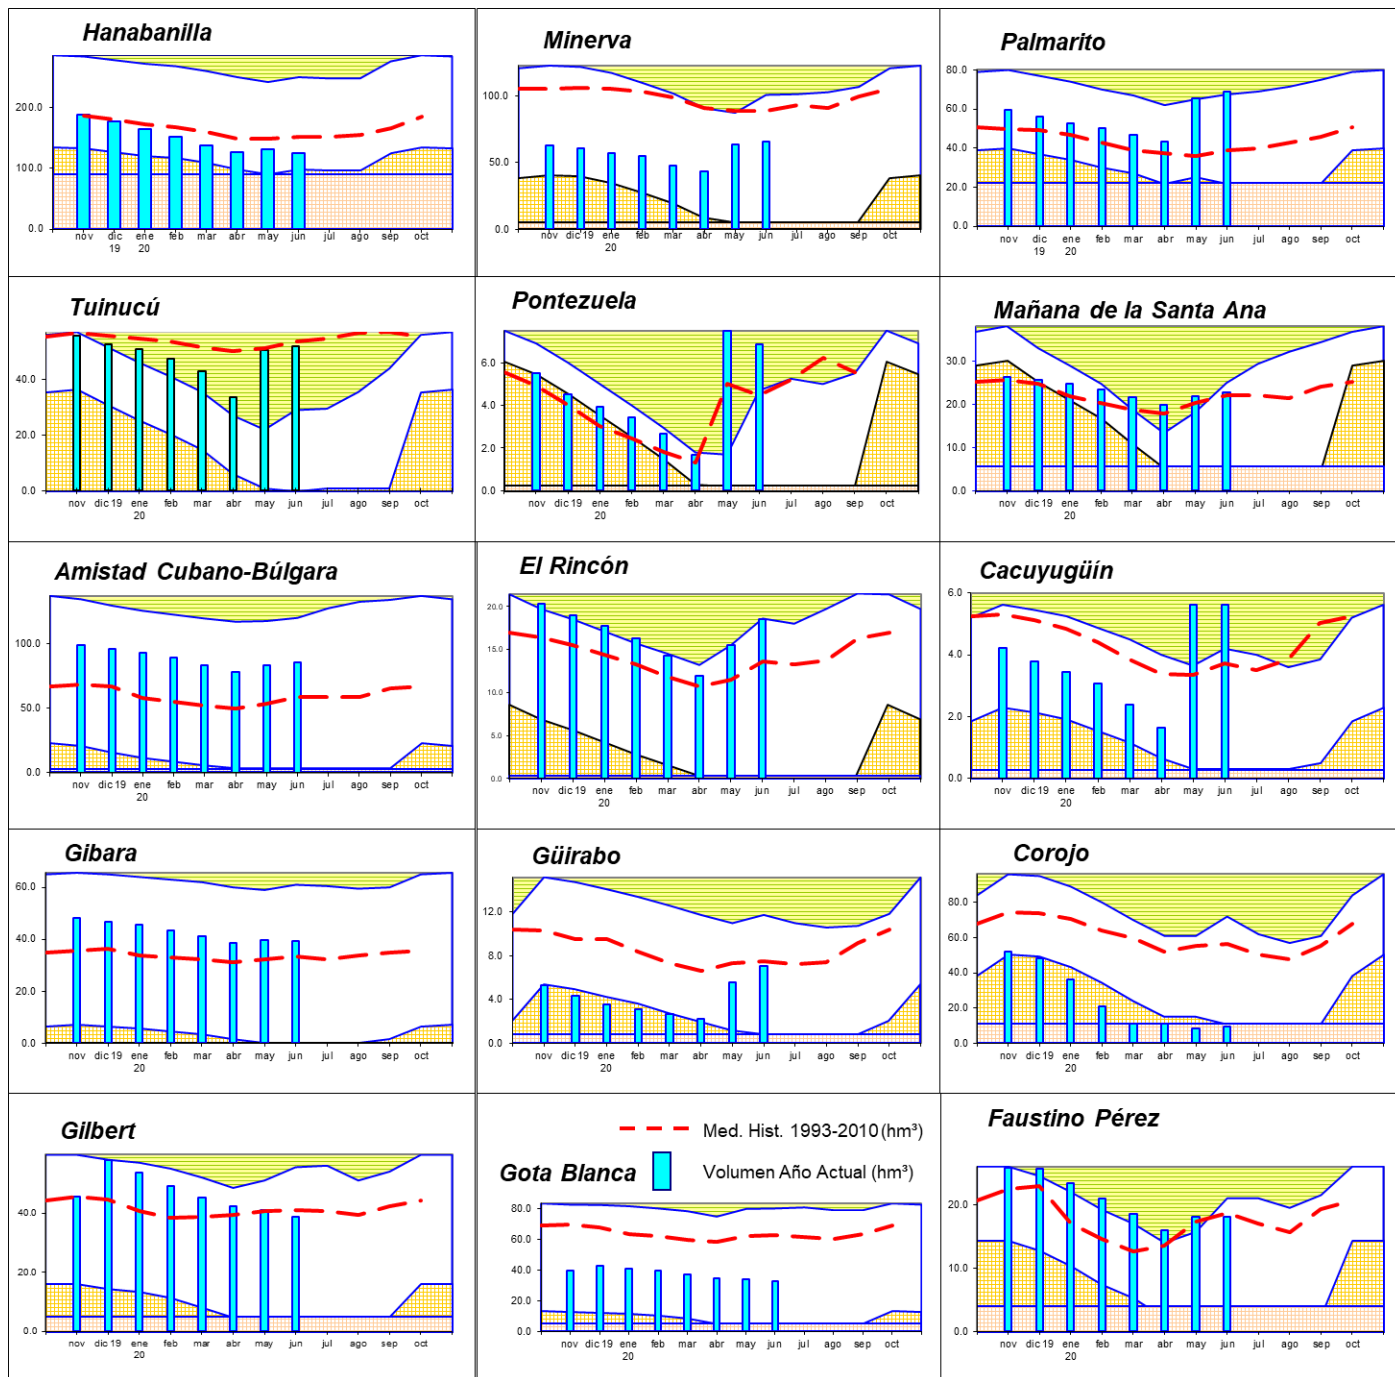 Hanabanilla
200.0
100.0
0.0
nov dic ene feb mar abr may jun jul ago sep oct
19 20
Minerva
100.0
50.0
0.0
nov dic 19 ene feb mar abr may jun jul ago sep oct
20
Palmarito
80.0
60.0
40.0
20.0
0.0
nov dic ene feb mar abr may jun jul ago sep oct
19 20
Tuinucú
40.0
20.0
0.0
nov dic 19 ene feb mar abr may jun jul ago sep oct
20
Pontezuela
6.0
4.0
2.0
0.0
nov dic 19 ene feb mar abr may jun jul ago sep oct
20
Mañana de la Santa Ana
30.0
20.0
10.0
0.0
nov dic 19 ene feb mar abr may jun jul ago sep oct
20
Amistad Cubano-Búlgara
100.0
50.0
0.0
nov dic 19 ene feb mar abr may jun jul ago sep oct
20
El Rincón
20.0
15.0
10.0
5.0
0.0
nov dic 19 ene feb mar abr may jun jul ago sep oct
20
Cacuyugüín
6.0
4.0
2.0
0.0
nov dic 19 ene feb mar abr may jun jul ago sep oct
20
Gibara
60.0
40.0
20.0
0.0
nov dic 19 ene feb mar abr may jun jul ago sep oct
20
Güirabo
12.0
8.0
4.0
0.0
nov dic 19 ene feb mar abr may jun jul ago sep oct
20
Corojo
80.0
60.0
40.0
20.0
0.0
nov dic 19 ene feb mar abr may jun jul ago sep oct
20
Gilbert
40.0
20.0
0.0
nov dic 19 ene feb mar abr may jun jul ago sep oct
20
Med. Hist. 1993-2010 (hm³)
Volumen Año Actual (hm³)
Gota Blanca
80.0
60.0
40.0
20.0
0.0
nov dic 19 ene feb mar abr may jun jul ago sep oct
20
Faustino Pérez
20.0
10.0
0.0
nov dic 19 ene feb mar abr may jun jul ago sep oct
20